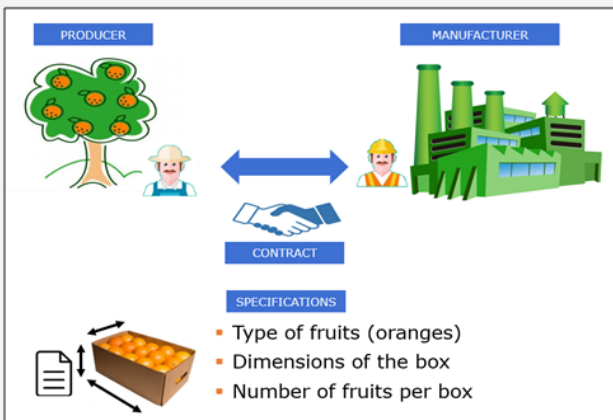 PRODUCER
MANUFACTURER
CONTRACT
SPECIFICATIONS
▪ Type of fruits (oranges)
▪ Dimensions of the box
▪ Number of fruits per box